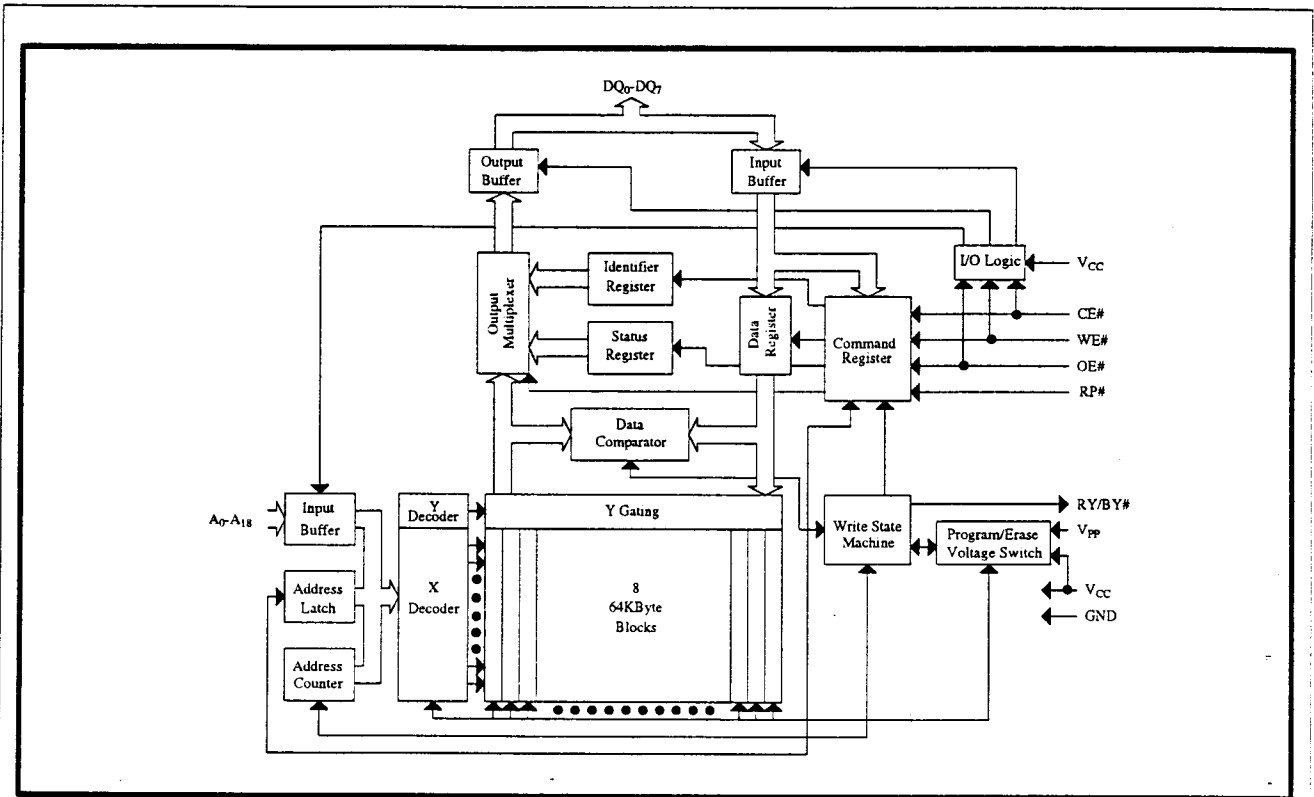 DQ0-DQ7
Output
Buffer
Input
Buffer
I/O Logic
VCC
Output
Multiplexer
Identifier
Register
Status
Register
Data
Register
Command
Register
CE#
WE#
OE#
RP#
Data
Comparator
A0-A18
Input
Buffer
Y
Decoder
Y Gating
Write State
Machine
RY/BY#
Program/Erase
Voltage Switch
VPP
VCC
GND
Address
Latch
X
Decoder
8
64KByte
Blocks
Address
Counter